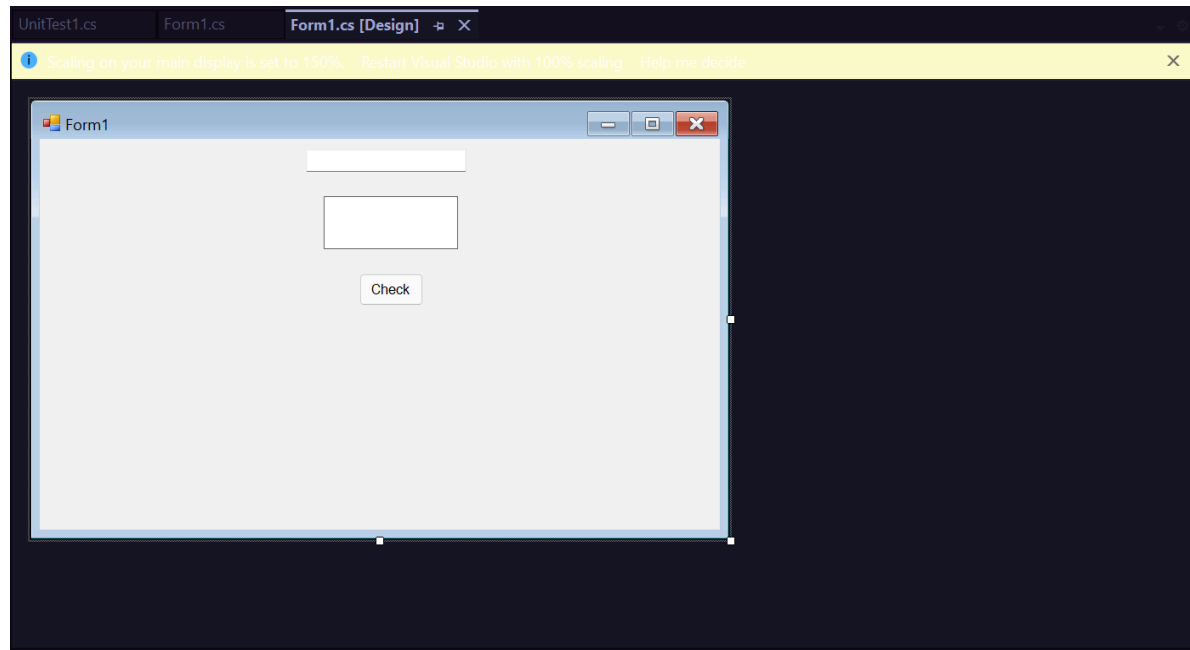 UnitTest1.cs Form1.cs Form1.cs [Design]
Scaling on your main display is set to 150%. Restart Visual Studio with 100% scaling Help me decide
Form1
Check